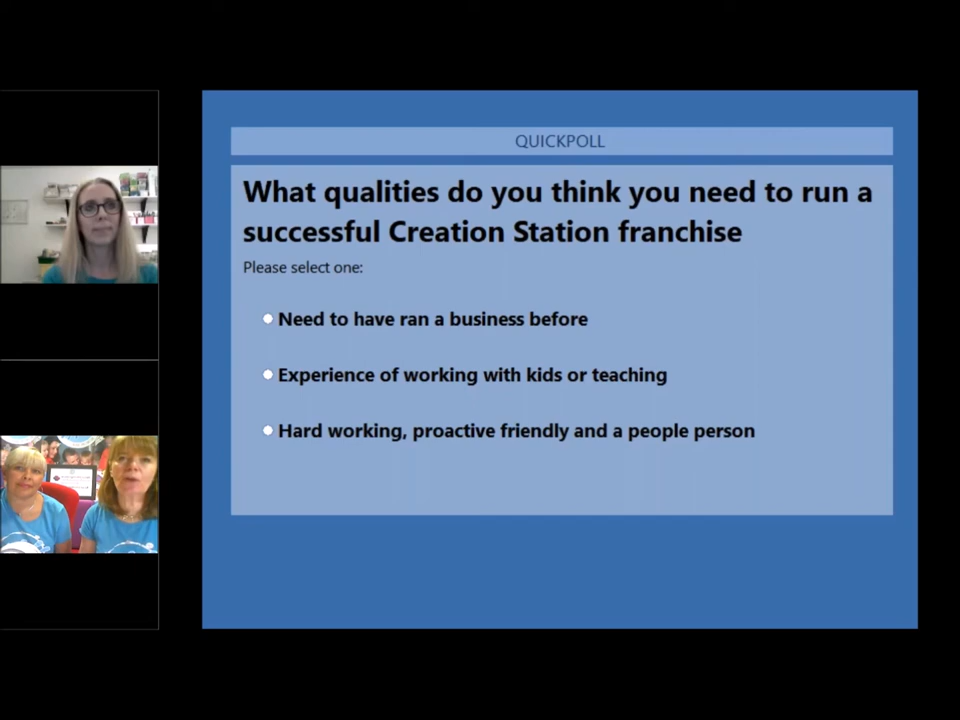 QUICKPOLL
What qualities do you think you need to run a
successful Creation Station franchise
Please select one:
Need to have ran a business before
Experience of working with kids or teaching
Hard working, proactive friendly and a people person